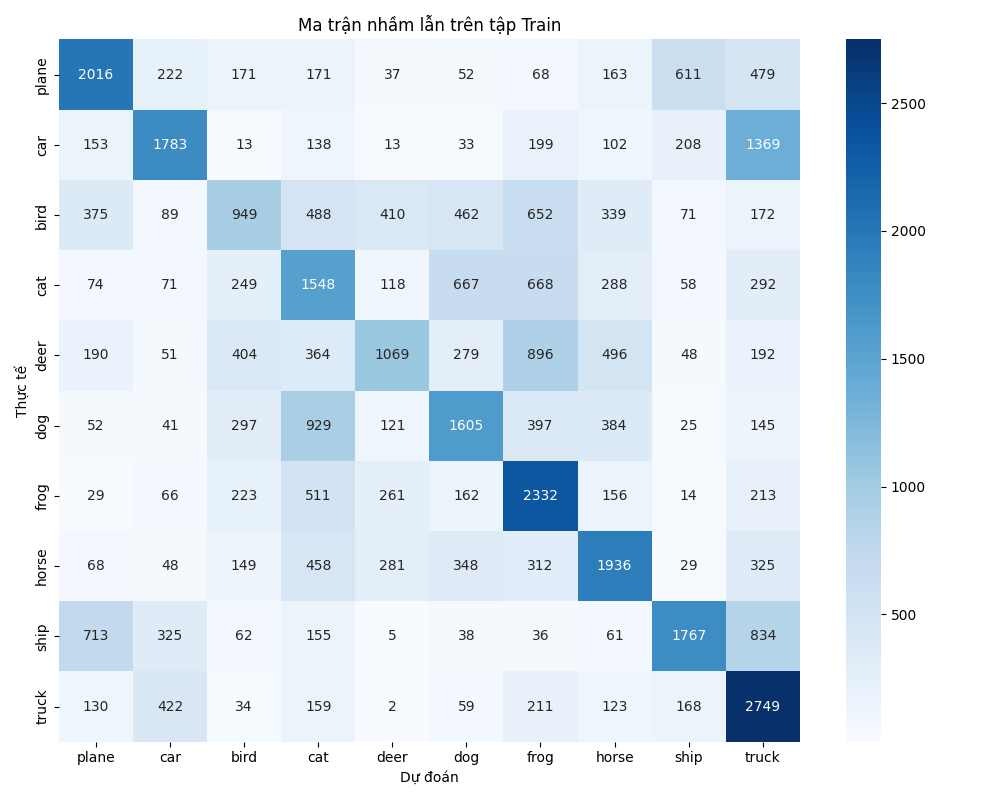 Ma trận nhầm lẫn trên tập Train
plane 2016 222 171 171 37 52 68 163 611 479
car 153 1783 13 138 13 33 199 102 208 1369
bird 375 89 949 488 410 462 652 339 71 172
cat 74 71 249 1548 118 667 668 288 58 292
deer 190 51 404 364 1069 279 896 496 48 192
dog 52 41 297 929 121 1605 397 384 25 145
frog 29 66 223 511 261 162 2332 156 14 213
horse 68 48 149 458 281 348 312 1936 29 325
ship 713 325 62 155 5 38 36 61 1767 834
truck 130 422 34 159 2 59 211 123 168 2749
plane car bird cat deer dog frog horse ship truck
Thực tế
Dự đoán
2500
2000
1500
1000
500